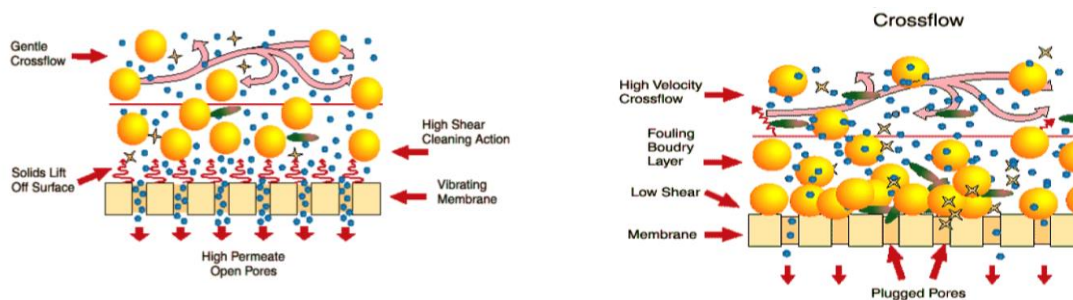 Gentle
Crossflow
High Shear
Cleaning Action
Solids Lift
Off Surface
Vibrating
Membrane
High Permeate
Open Pores
Crossflow
High Velocity
Crossflow
Fouling
Boudry
Layer
Low Shear
Membrane
Plugged Pores